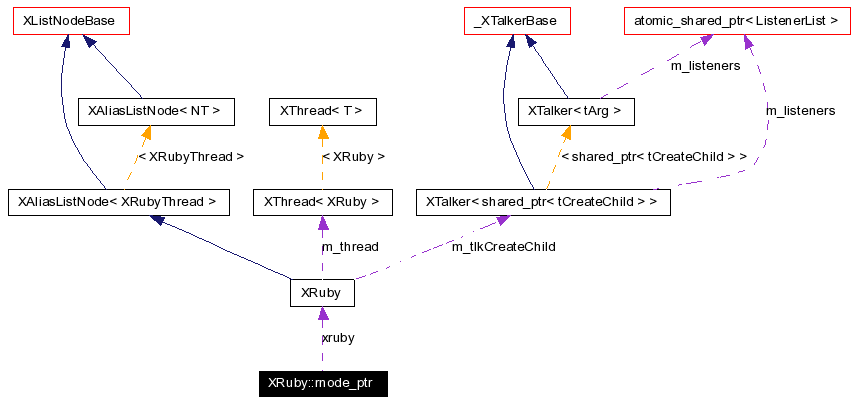 XListNodeBase
_XTalkerBase
atomic_shared_ptr< ListenerList >
m_listeners
XAliasListNode< NT >
XThread< T >
XTalker< tArg >
m_listeners
< XRubyThread >
< XRuby >
< shared_ptr< tCreateChild > >
XAliasListNode< XRubyThread >
XThread< XRuby >
XTalker< shared_ptr< tCreateChild > >
m_thread
m_tlkCreateChild
XRuby
xruby
XRuby::rnode_ptr